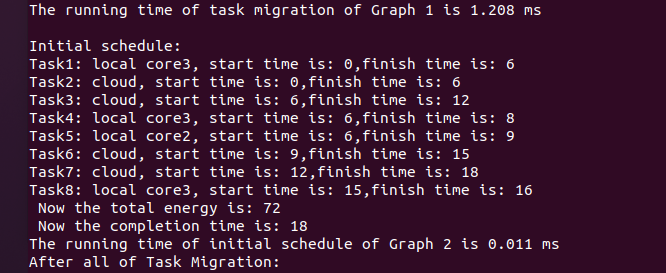 The running time of task migration of Graph 1 is 1.208 ms
Initial schedule:
Task1: local core3, start time is: 0,finish time is: 6
Task2: cloud, start time is: 0,finish time is: 6
Task3: cloud, start time is: 6,finish time is: 12
Task4: local core3, start time is: 6,finish time is: 8
Task5: local core2, start time is: 6,finish time is: 9
Task6: cloud, start time is: 9,finish time is: 15
Task7: cloud, start time is: 12,finish time is: 18
Task8: local core3, start time is: 15,finish time is: 16
Now the total energy is: 72
Now the completion time is: 18
The running time of initial schedule of Graph 2 is 0.011 ms
After all of Task Migration: